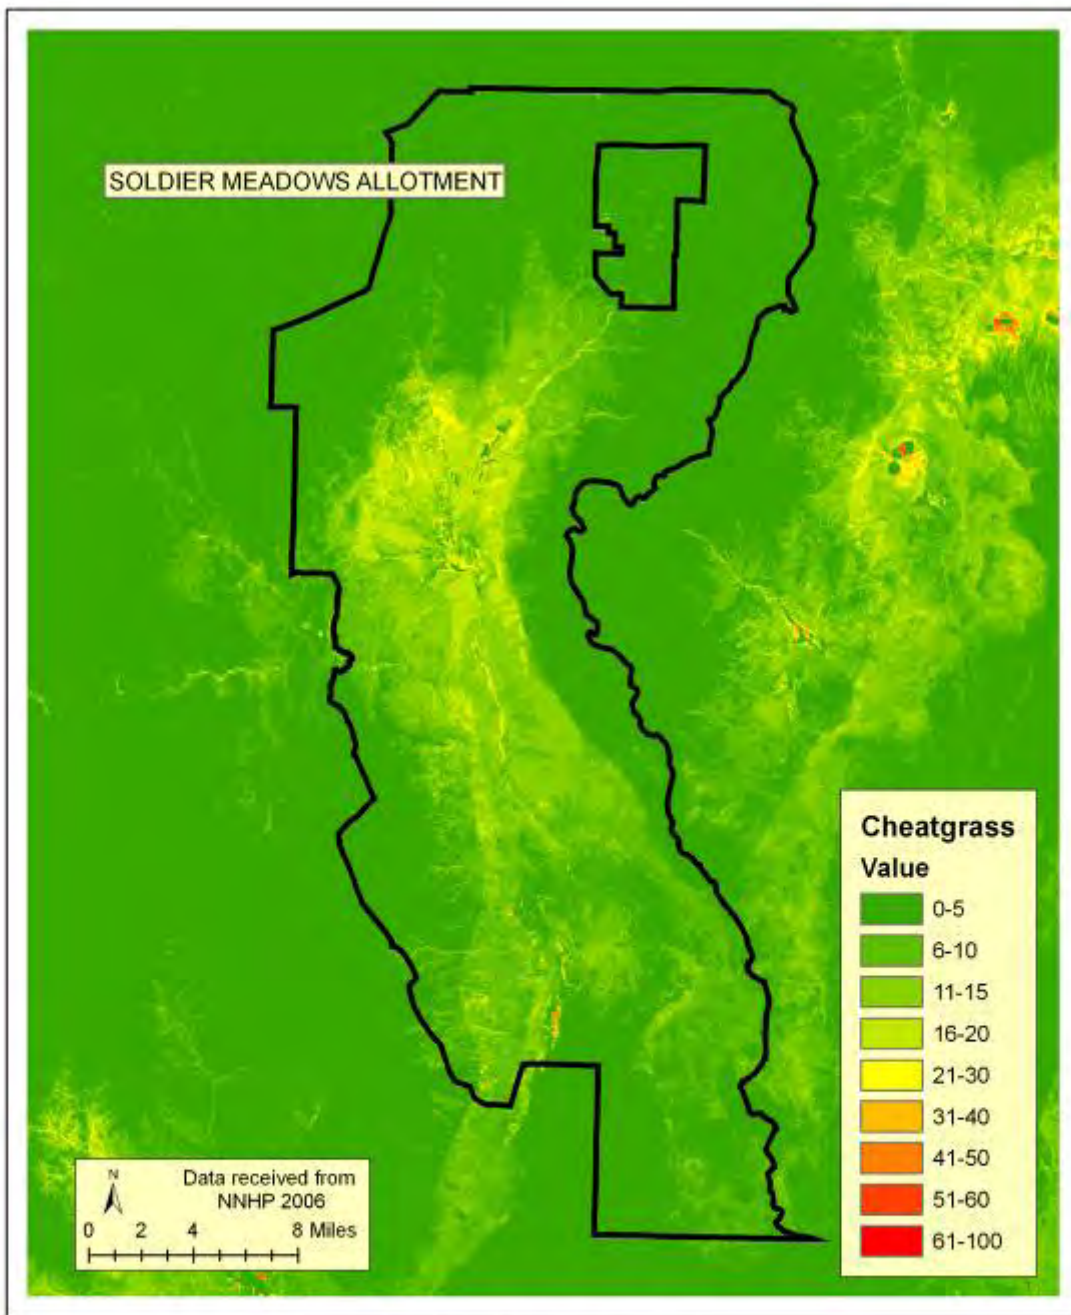 SOLDIER MEADOWS ALLOTMENT
Cheatgrass
Value
0-5
6-10
11-15
16-20
21-30
31-40
41-50
51-60
61-100
N
Data received from
NNHP 2006
0 2 4 8 Miles